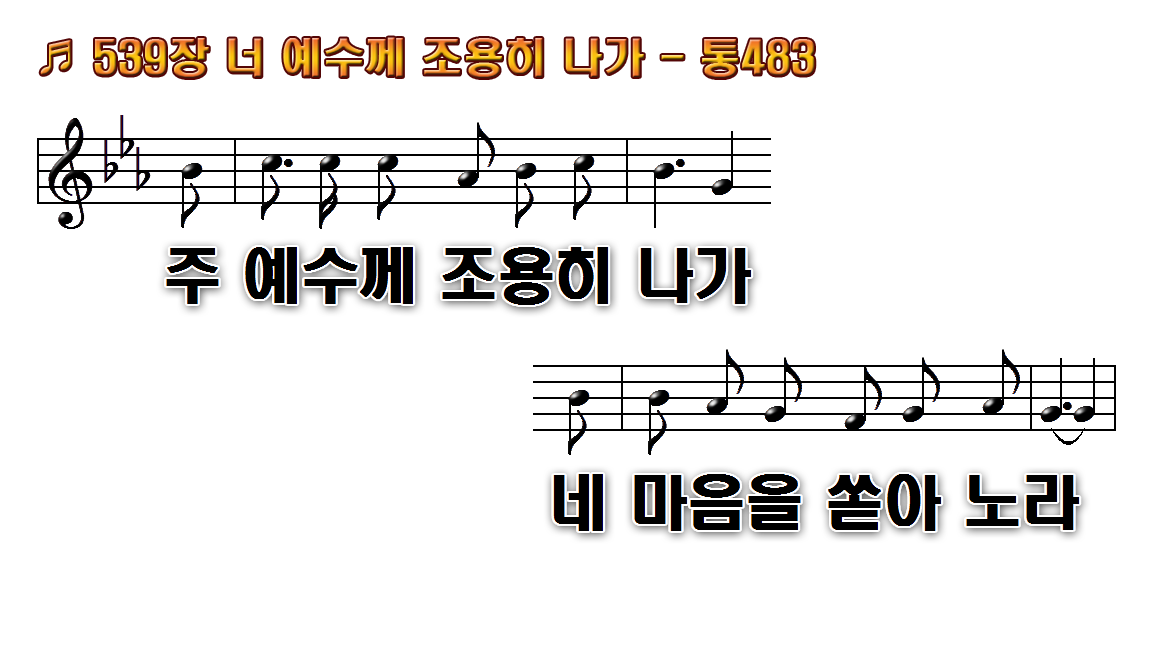 ♬ 539장 너 예수께 조용히 나가 - 통483
주 예수께 조용히 나가
네 마음을 쏟아 노라